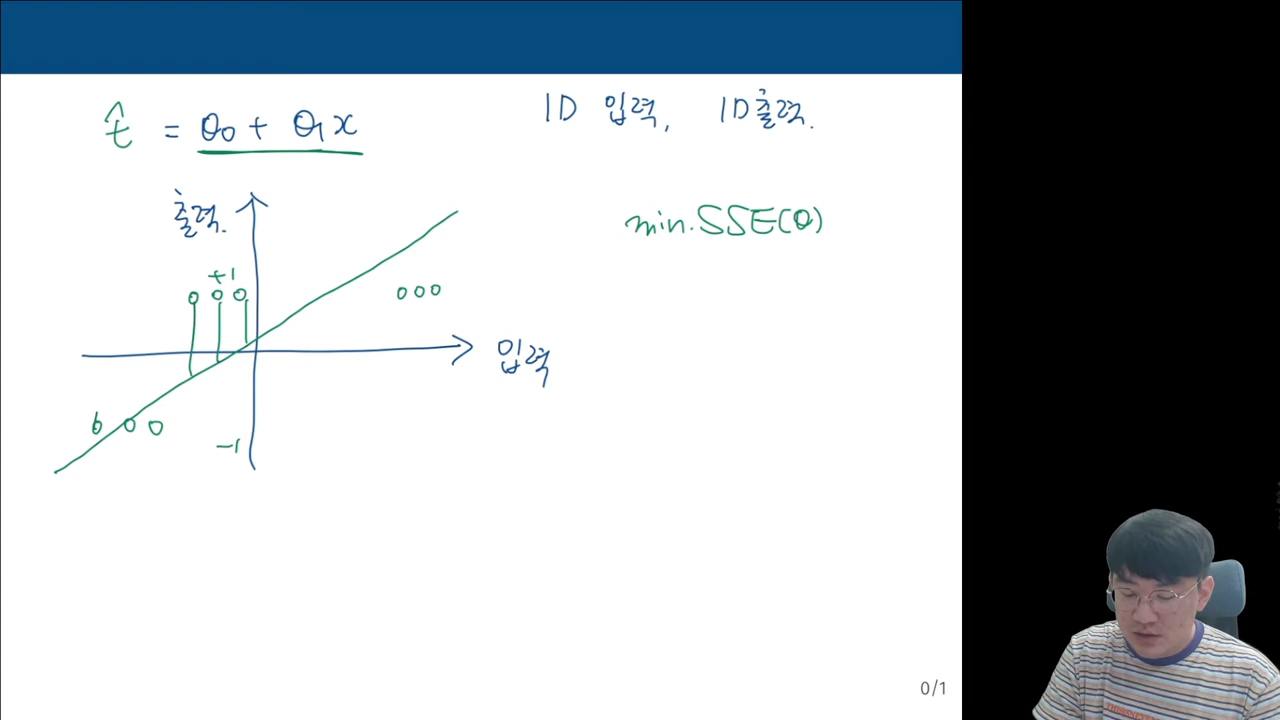 t̂ = θ₀ + θ₁x
1D 입력, 1D 출력.
출력.
min. SSE(θ)
+1
입력
-1
0/1